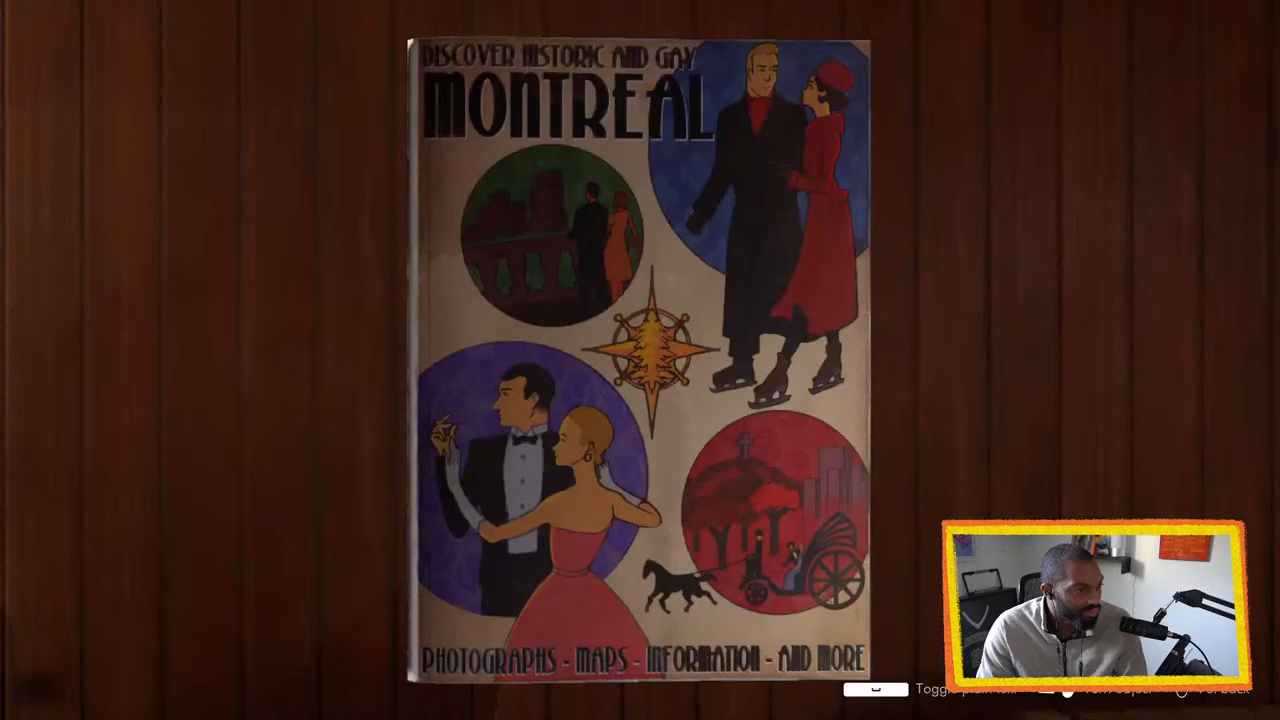 DISCOVER HISTORIC AND GAY
MONTREAL
PHOTOGRAPHS - MAPS - INFORMATION - AND MORE